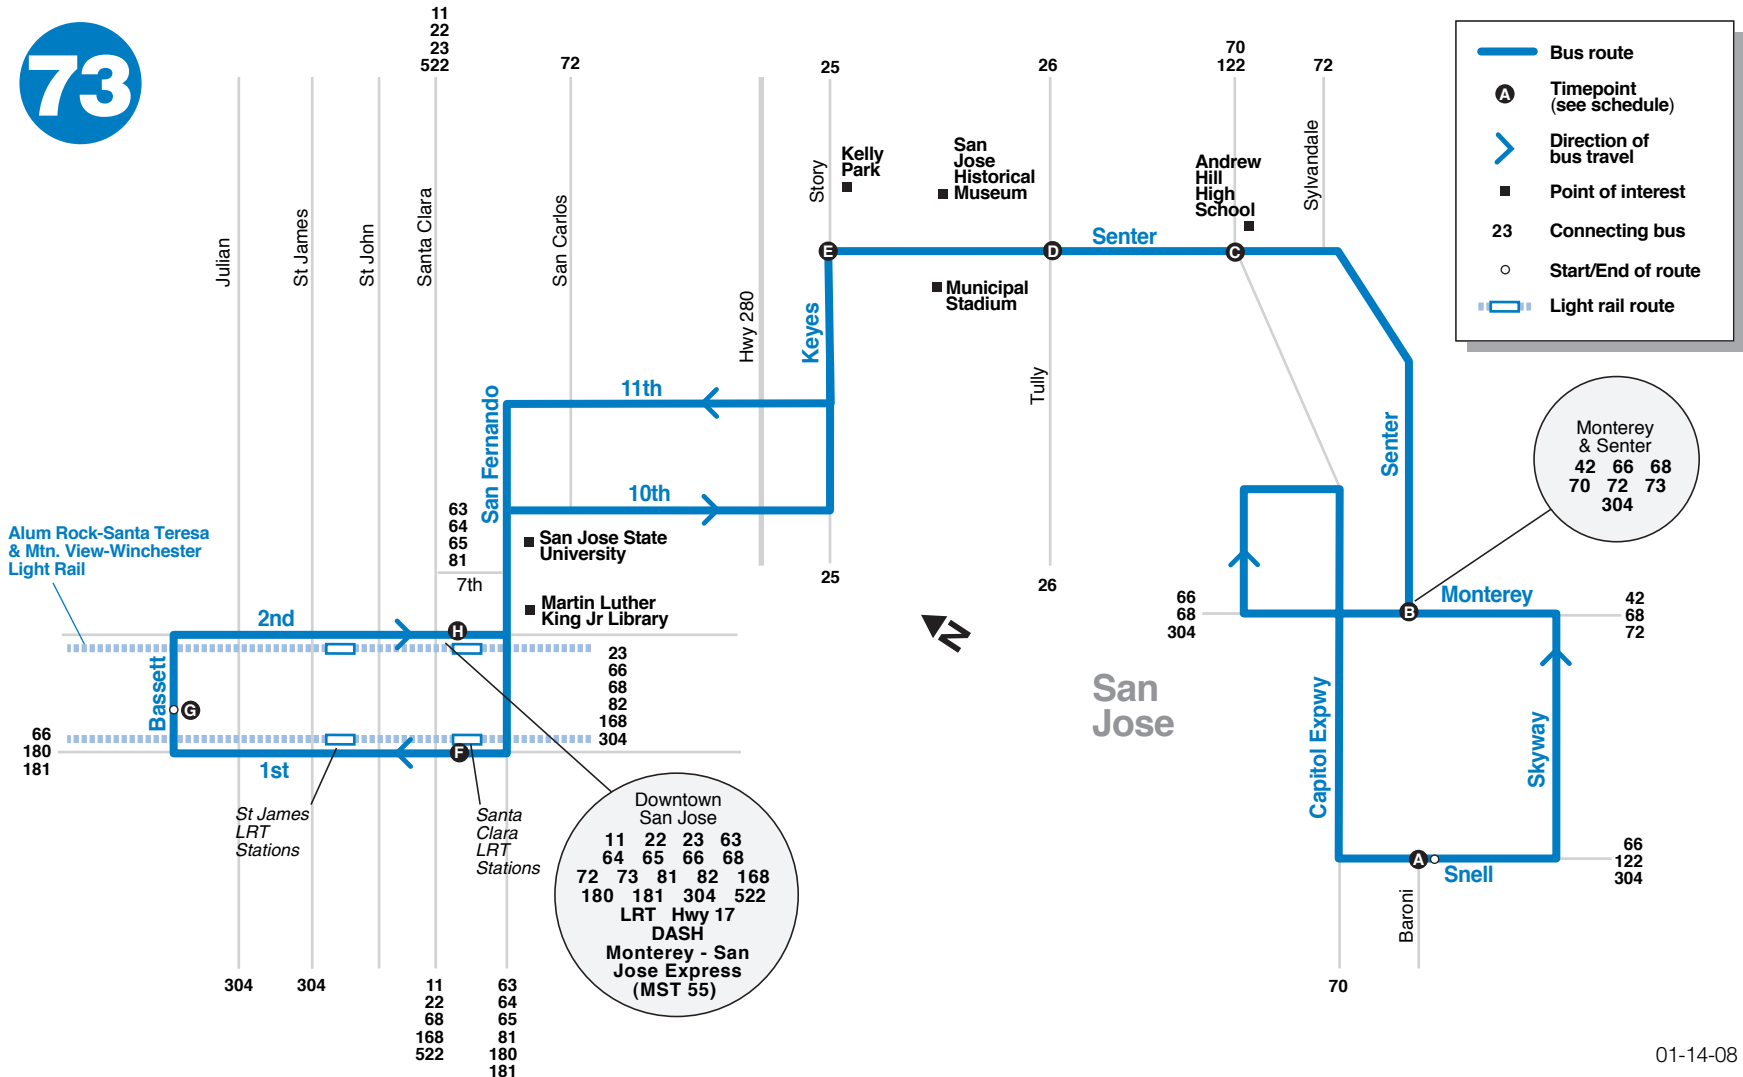 73
11
22
23
522
72
25
26
70
122
72
Bus route
A
Timepoint
(see schedule)
Direction of
bus travel
Point of interest
23
Connecting bus
Start/End of route
Light rail route
Julian
St James
St John
Santa Clara
San Carlos
Hwy 280
Story
Kelly
Park
San
Jose
Historical
Museum
Andrew
Hill
High
School
Sylvandale
E
D
Senter
C
Municipal
Stadium
Keyes
Tully
11th
San Fernando
10th
Senter
Monterey
& Senter
42 66 68
70 72 73
304
63
64
65
81
7th
San Jose State
University
Martin Luther
King Jr Library
25
26
Alum Rock-Santa Teresa
& Mtn. View-Winchester
Light Rail
2nd
H
Bassett
G
66
180
181
1st
F
23
66
68
82
168
304
N
San
Jose
66
68
304
B
Monterey
42
68
72
Capitol Expwy
Skyway
A
Snell
66
122
304
Baroni
70
St James
LRT
Stations
Santa
Clara
LRT
Stations
Downtown
San Jose
11 22 23 63
64 65 66 68
72 73 81 82 168
180 181 304 522
LRT Hwy 17
DASH
Monterey - San
Jose Express
(MST 55)
304
304
11
22
68
168
522
63
64
65
81
180
181
01-14-08